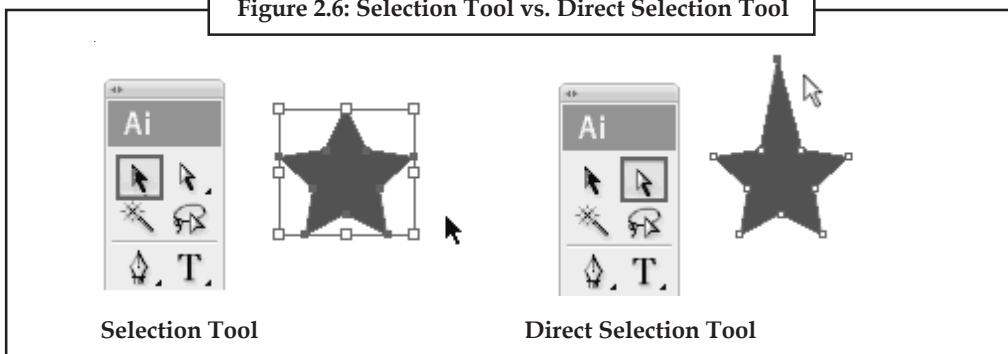 Figure 2.6: Selection Tool vs. Direct Selection Tool
Ai
Ai
T
T
Selection Tool
Direct Selection Tool